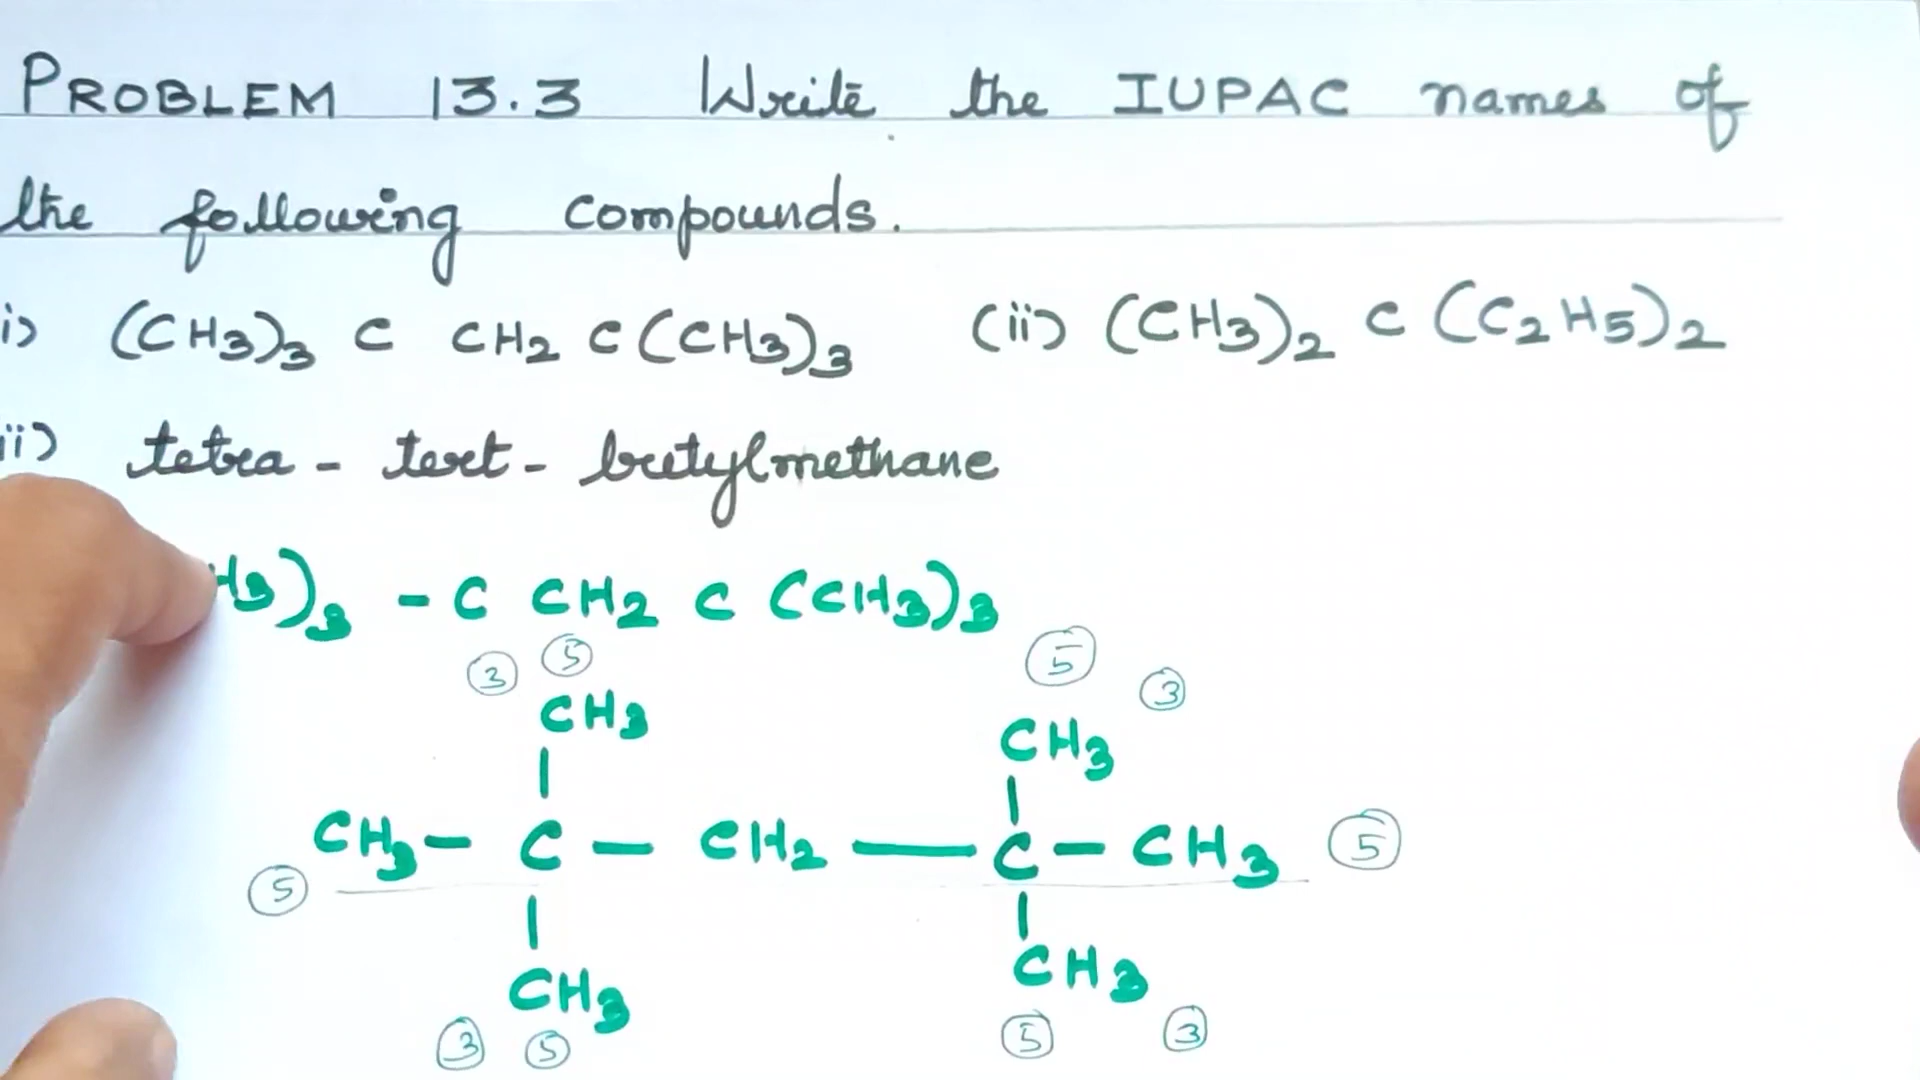 PROBLEM 13.3 Write the IUPAC names of
the following compounds.
i) (CH3)3 C CH2 C(CH3)3 (ii) (CH3)2 C (C2H5)2
ii) tetra - tert - butylmethane
H3)3 - C CH2 C (CH3)3
3 5 5 3
CH3 CH3
CH3 - C - CH2 - C - CH3 5
5
CH3 CH3
3 5 5 3